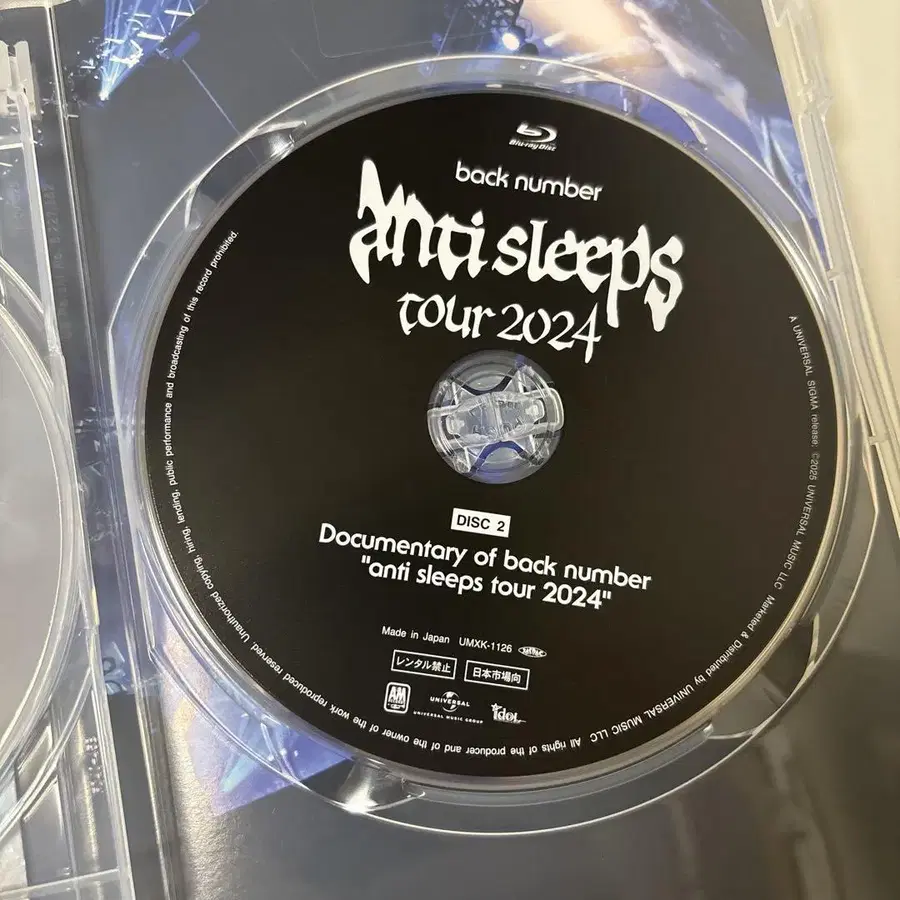 Blu-ray Disc
back number
anti sleeps
tour 2024
DISC 2
Documentary of back number
"anti sleeps tour 2024"
Made in Japan UMXK-1126 MUSIC
レンタル禁止 日本市場向
A&M
UNIVERSAL
UNIVERSAL MUSIC GROUP
idol
A UNIVERSAL SIGMA release. ©2025 UNIVERSAL MUSIC LLC Marketed & Distributed by UNIVERSAL MUSIC LLC All rights of the producer and of the owner of the work reproduced reserved. Unauthorized copying, hiring, lending, public performance and broadcasting of this record prohibited.